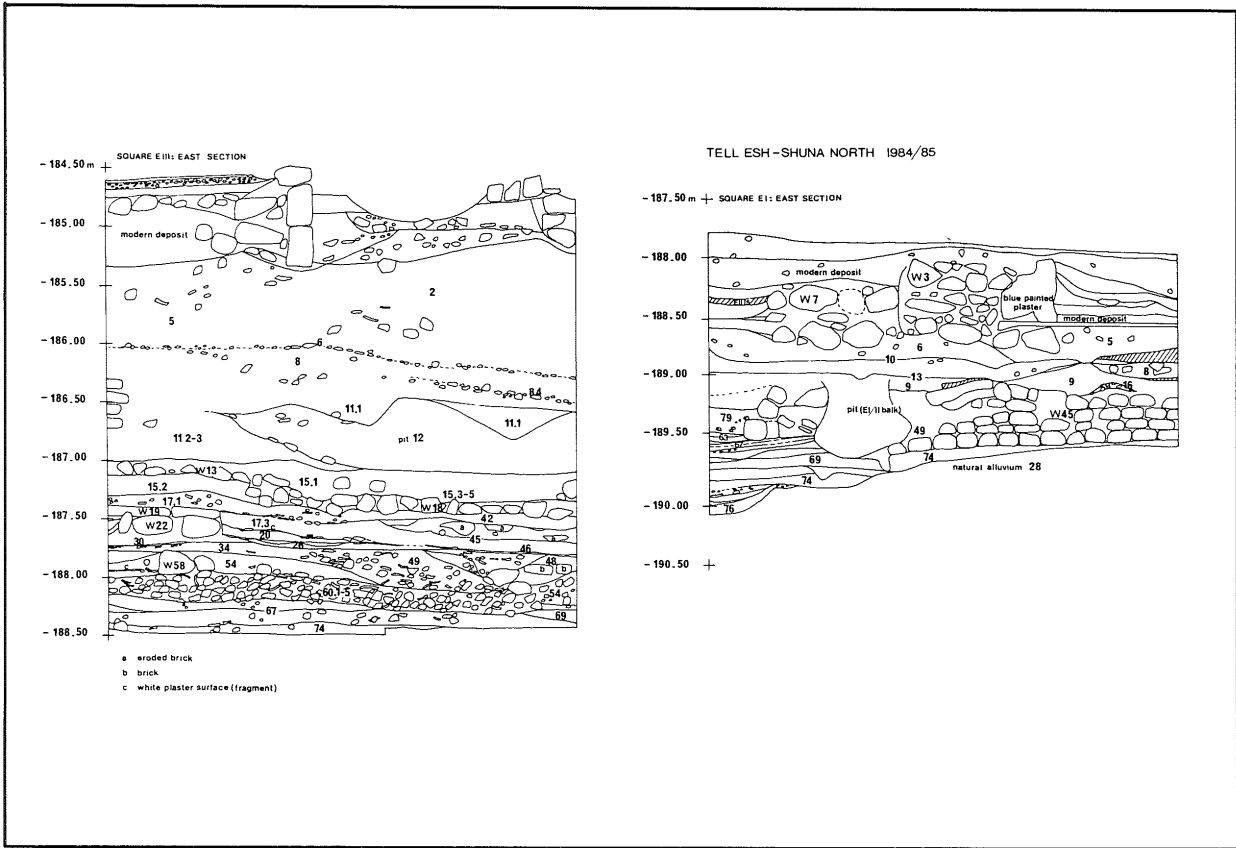 TELL ESH-SHUNA NORTH 1984/85
SQUARE EIII: EAST SECTION
-184.50 m
-185.00
-185.50
-186.00
-186.50
-187.00
-187.50
-188.00
-188.50
modern deposit
2
5
6
8
8.4
11.1
11.1
pit 12
11 2-3
W13
15.1
15.2
15.3-5
17.1
W18
W19
42
W22
17.3
a
20
45
a
30
26
46
34
54
49
48
W58
b b
c
60.1-5
54
67
69
74
a eroded brick
b brick
c white plaster surface (fragment)
-187.50 m SQUARE EI: EAST SECTION
-188.00
-188.50
-189.00
-189.50
-190.00
-190.50
modern deposit
W3
W7
blue painted
plaster
modern deposit
6
5
10
8
13
9
9
16
79
pit (EI/II balk)
W45
63
49
67
69
74
natural alluvium 28
74
76